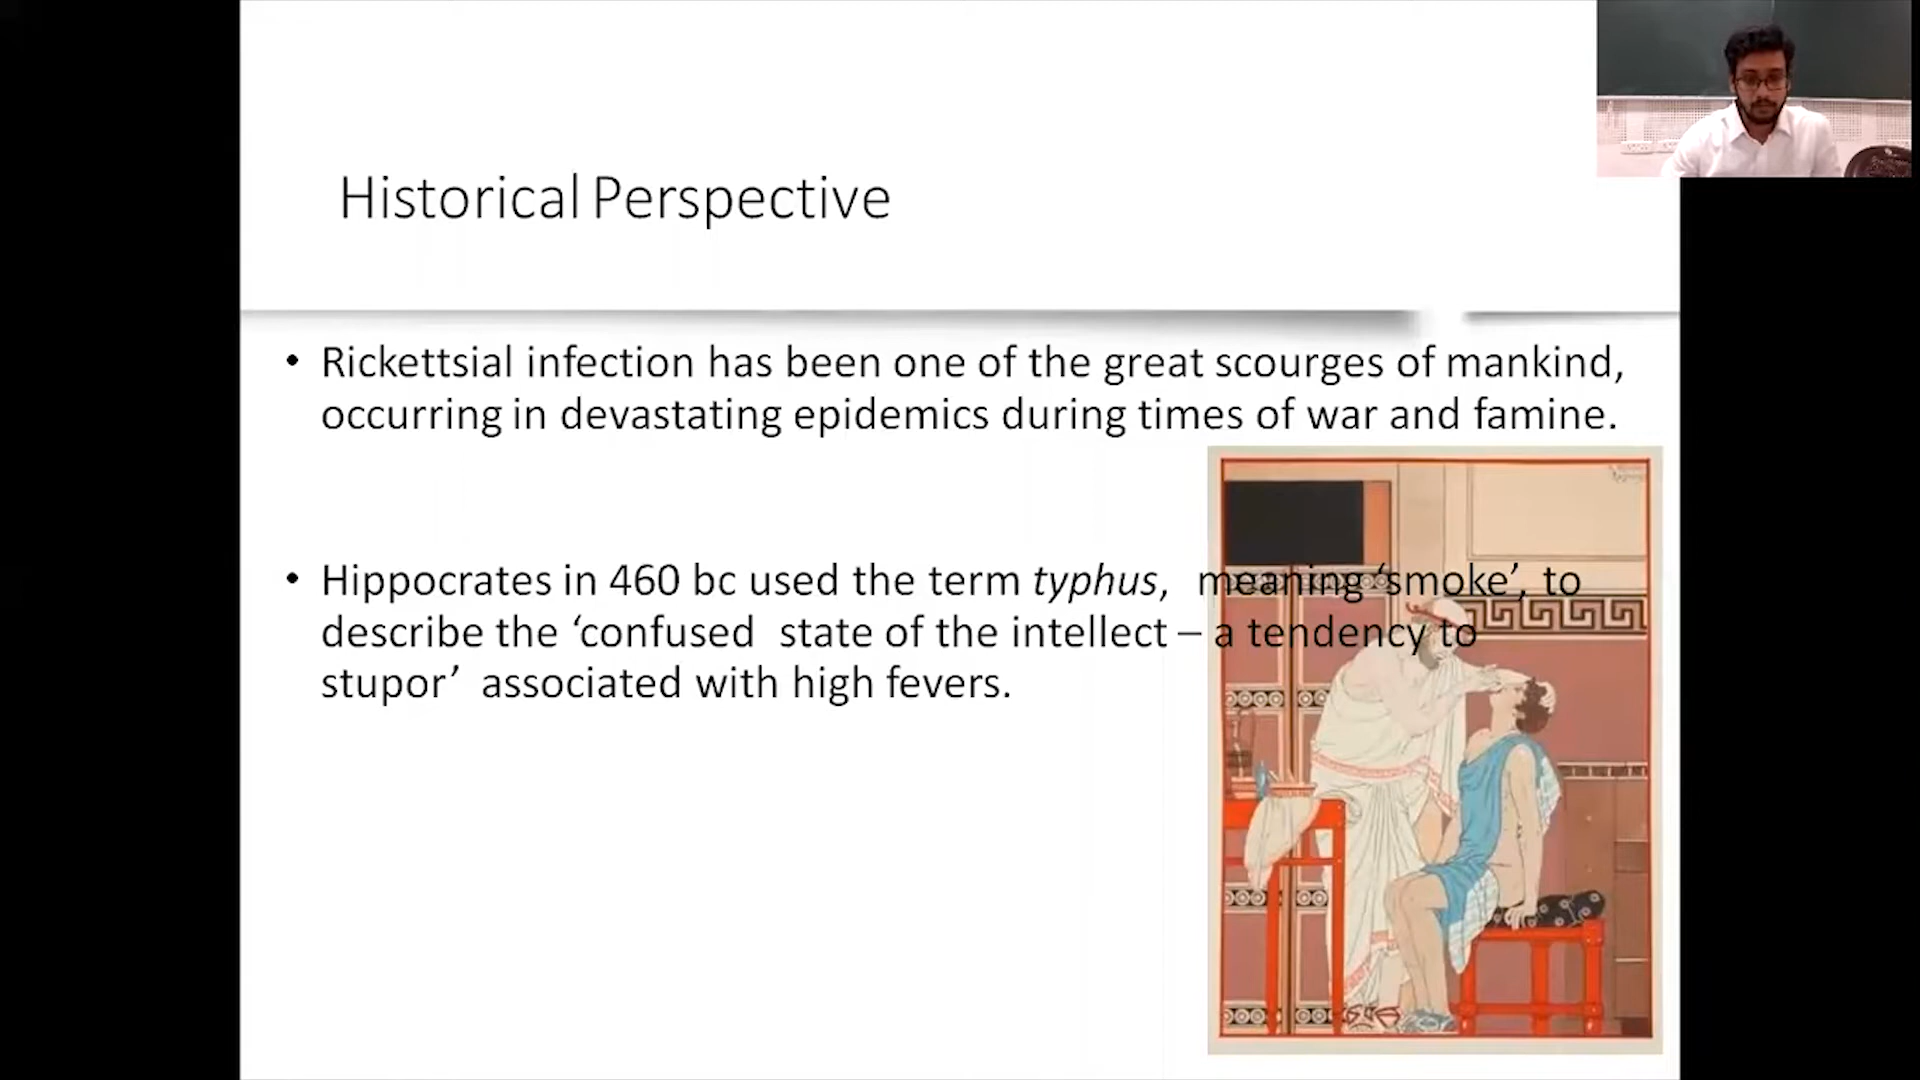 Historical Perspective
• Rickettsial infection has been one of the great scourges of mankind,
occurring in devastating epidemics during times of war and famine.
• Hippocrates in 460 bc used the term typhus, meaning ‘smoke’, to
describe the ‘confused state of the intellect – a tendency to
stupor’ associated with high fevers.